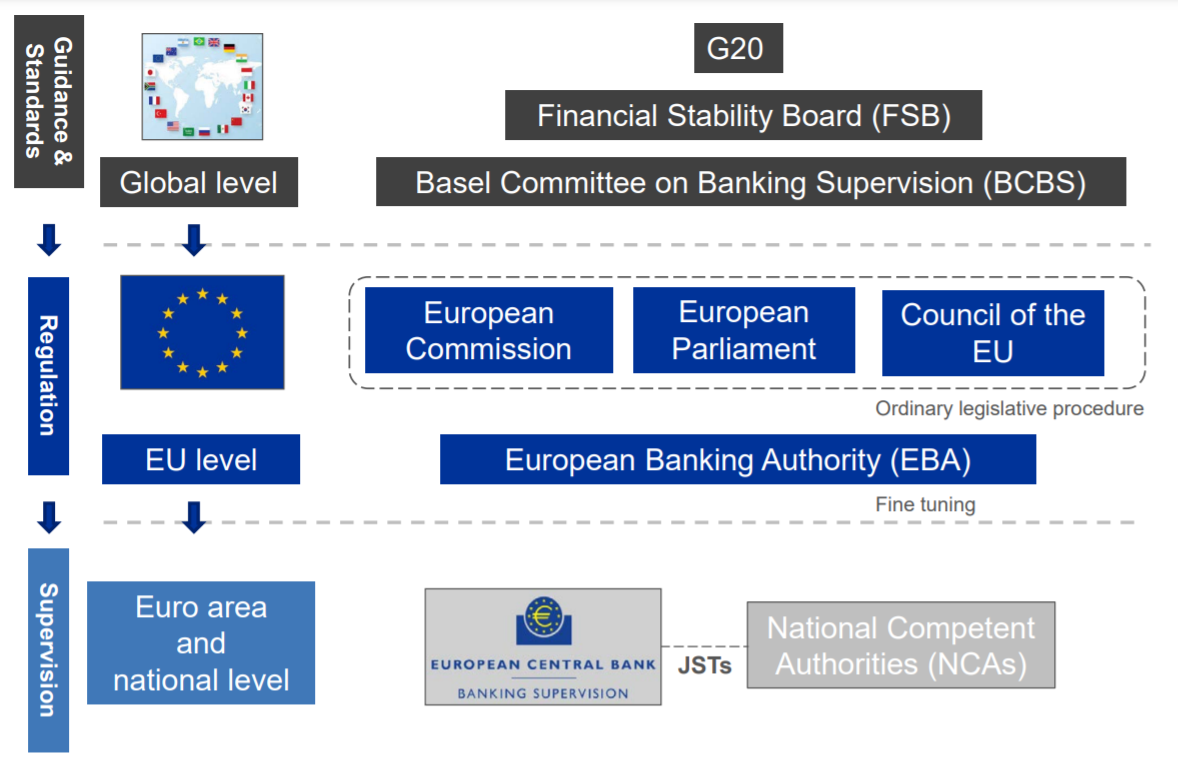 Guidance &
Standards
G20
Financial Stability Board (FSB)
Global level
Basel Committee on Banking Supervision (BCBS)
Regulation
European
Commission
European
Parliament
Council of the
EU
Ordinary legislative procedure
EU level
European Banking Authority (EBA)
Fine tuning
Supervision
Euro area
and
national level
EUROPEAN CENTRAL BANK
BANKING SUPERVISION
JSTs
National Competent
Authorities (NCAs)